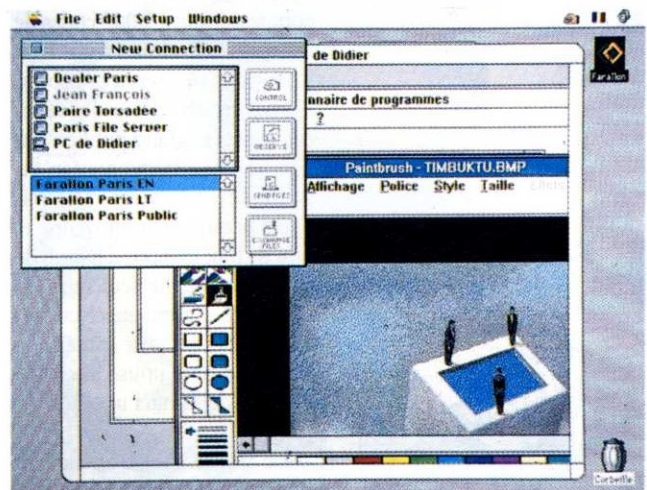 File Edit Setup Windows
New Connection
de Didier
Dealer Paris
Jean François
Paire Torsadée
Paris File Server
PC de Didier
CONTROL
OBSERVE
SEND FILES
EXCHANGE FILES
Farallon Paris EN
Farallon Paris LT
Farallon Paris Public
Farallon
nnaire de programmes
?
Paintbrush - TIMBUKTU.BMP
Affichage Police Style Taille
Corbeille